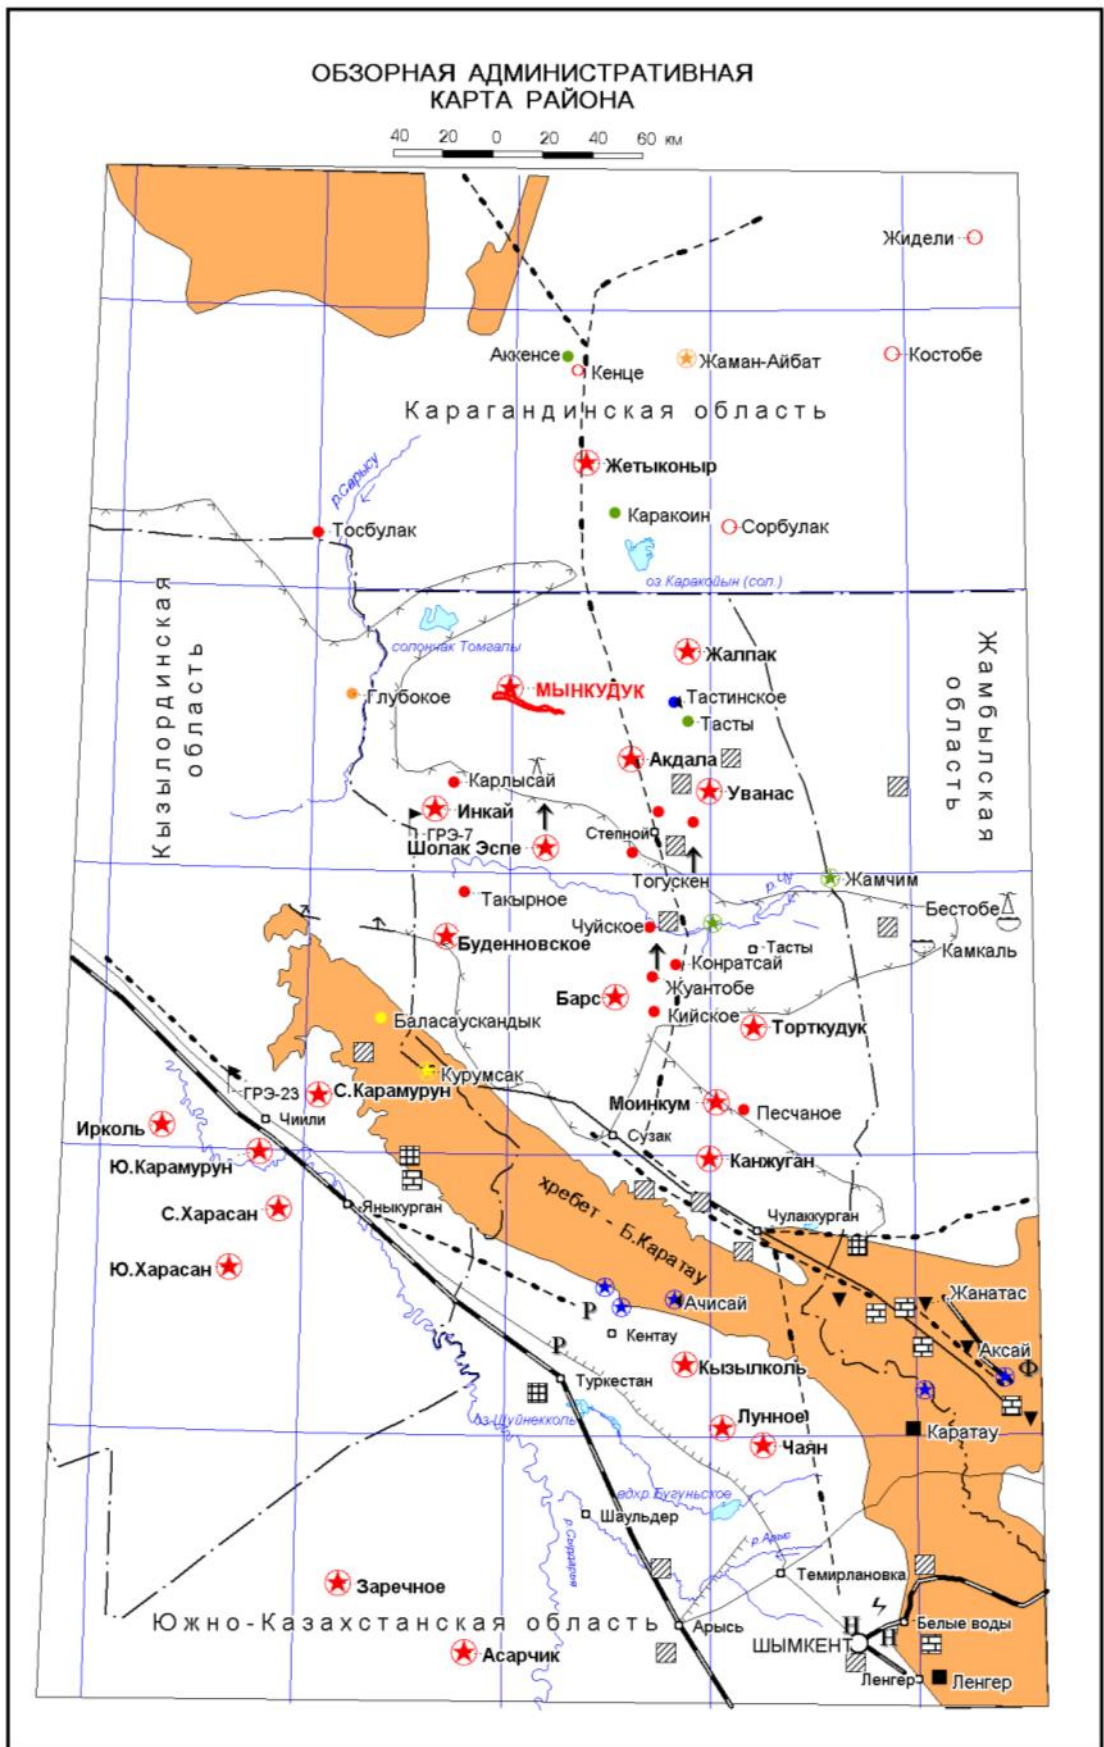 ОБЗОРНАЯ АДМИНИСТРАТИВНАЯ
КАРТА РАЙОНА
40 20 0 20 40 60 км
Жидели
Аккенсе
Кенце
Жаман-Айбат
Костобе
Карагандинская область
Жетыконыр
р.Сарысу
Каракоин
Сорбулак
Тосбулак
оз Каракойын (сол.)
Кызылординская
область
Жамбылская
область
солончак Томгалы
Жалпак
Глубокое
МЫНКУДУК
Тастинское
Тасты
Акдала
Карлысай
Уванас
Инкай
ГРЭ-7
Степной
Шолак Эспе
Тогускен
р.Чу
Жамчим
Такырное
Бестобе
Чуйское
Буденновское
Тасты
Камкаль
Конратсай
Жуантобе
Барс
Кийское
Торткудук
Баласаускандык
Курумсак
ГРЭ-23
С.Карамурун
Моинкум
Песчаное
Чиили
Ирколь
Сузак
Ю.Карамурун
Канжуган
хребет - Б.Каратау
С.Харасан
Яныкурган
Чулаккурган
Ю.Харасан
Жанатас
Ачисай
Р
Кентау
Р
Аксай
Ф
Кызылколь
Туркестан
Лунное
оз.Шуйнекколь
Каратау
Чаян
вдхр.Бугуньское
Шаульдер
р.Сырдарья
р.Арыс
Темирлановка
Заречное
Южно-Казахстанская область
Арысь
Н
Белые воды
ШЫМКЕНТ
Н
Асарчик
Ленгер
Ленгер